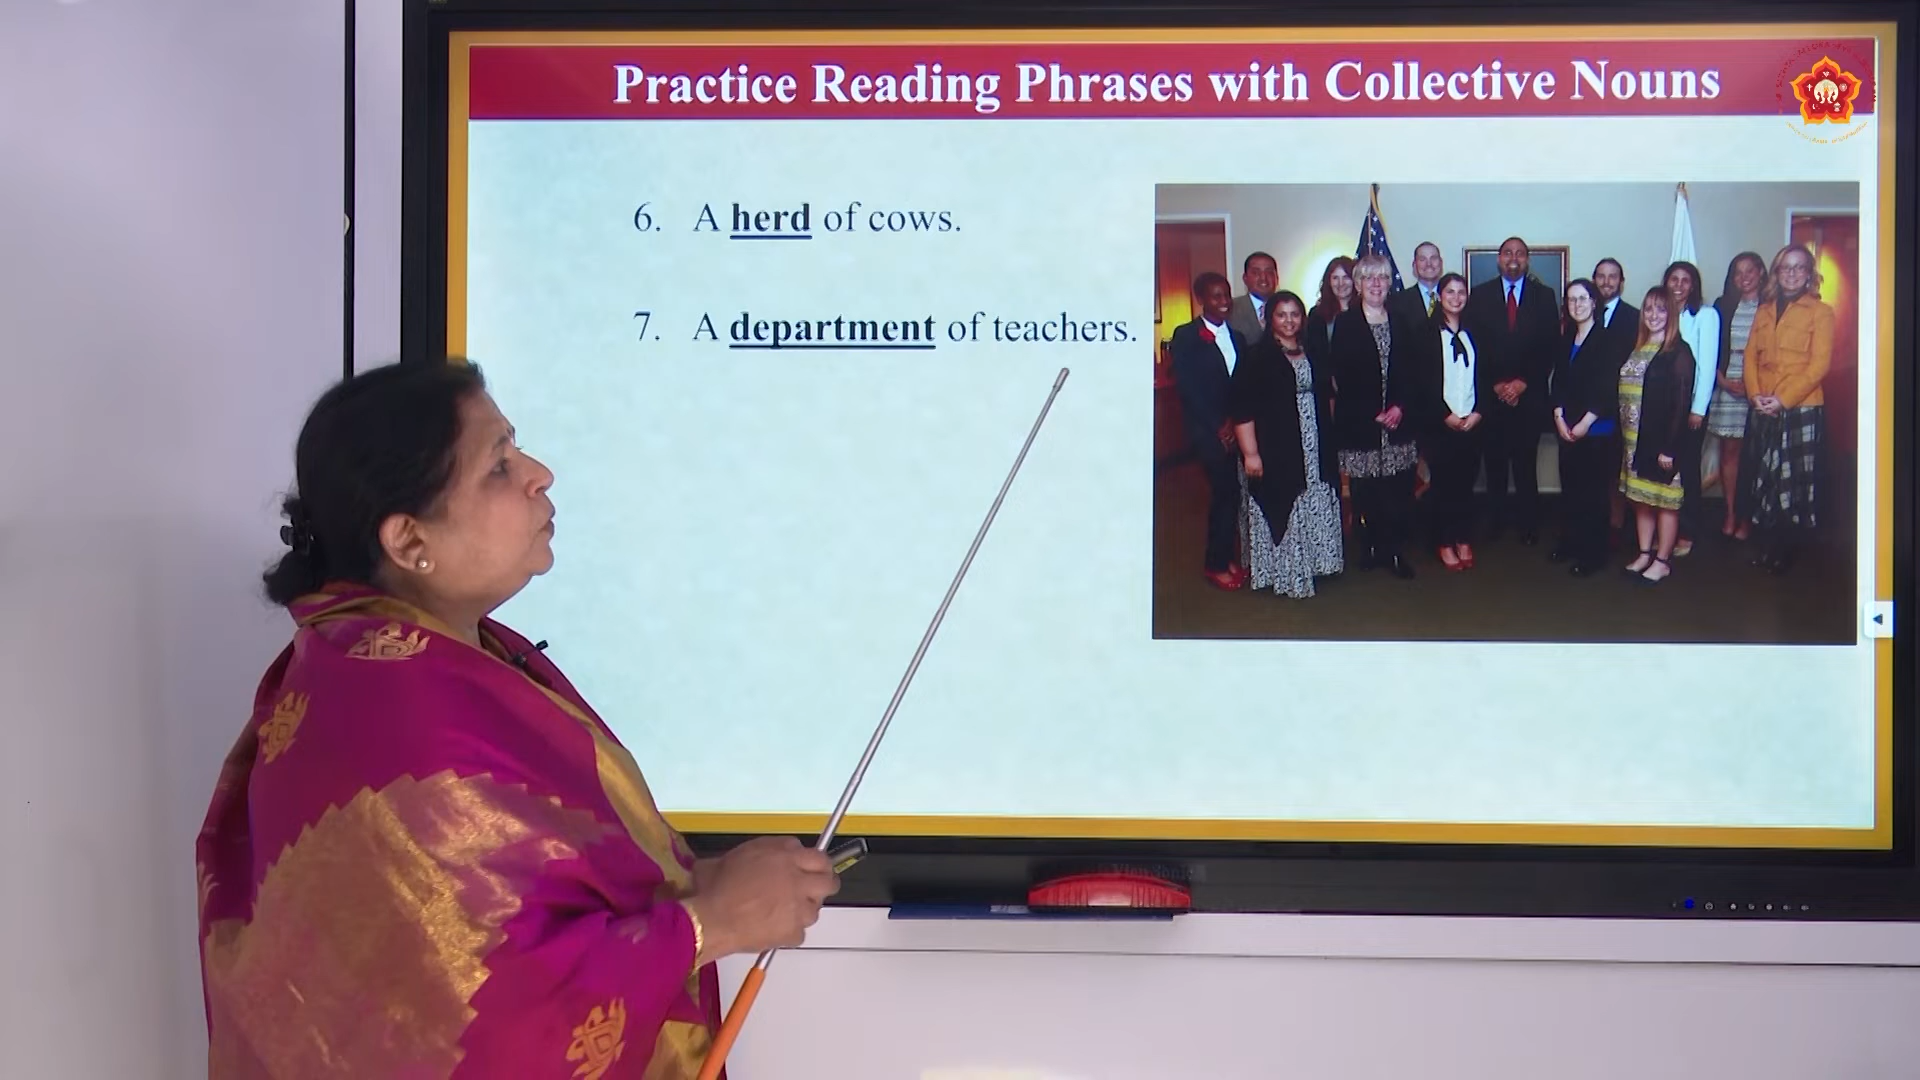 Practice Reading Phrases with Collective Nouns
6. A herd of cows.
7. A department of teachers.